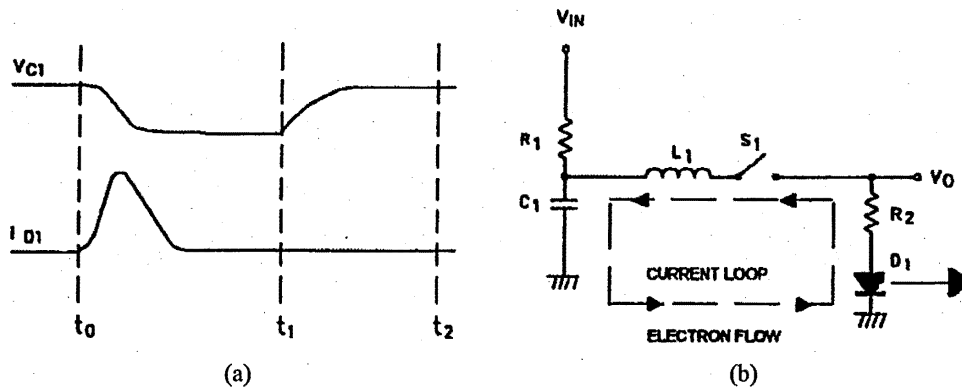 VC1
ID1
t0
t1
t2
(a)
VIN
R1
L1
S1
VO
C1
R2
D1
CURRENT LOOP
ELECTRON FLOW
(b)